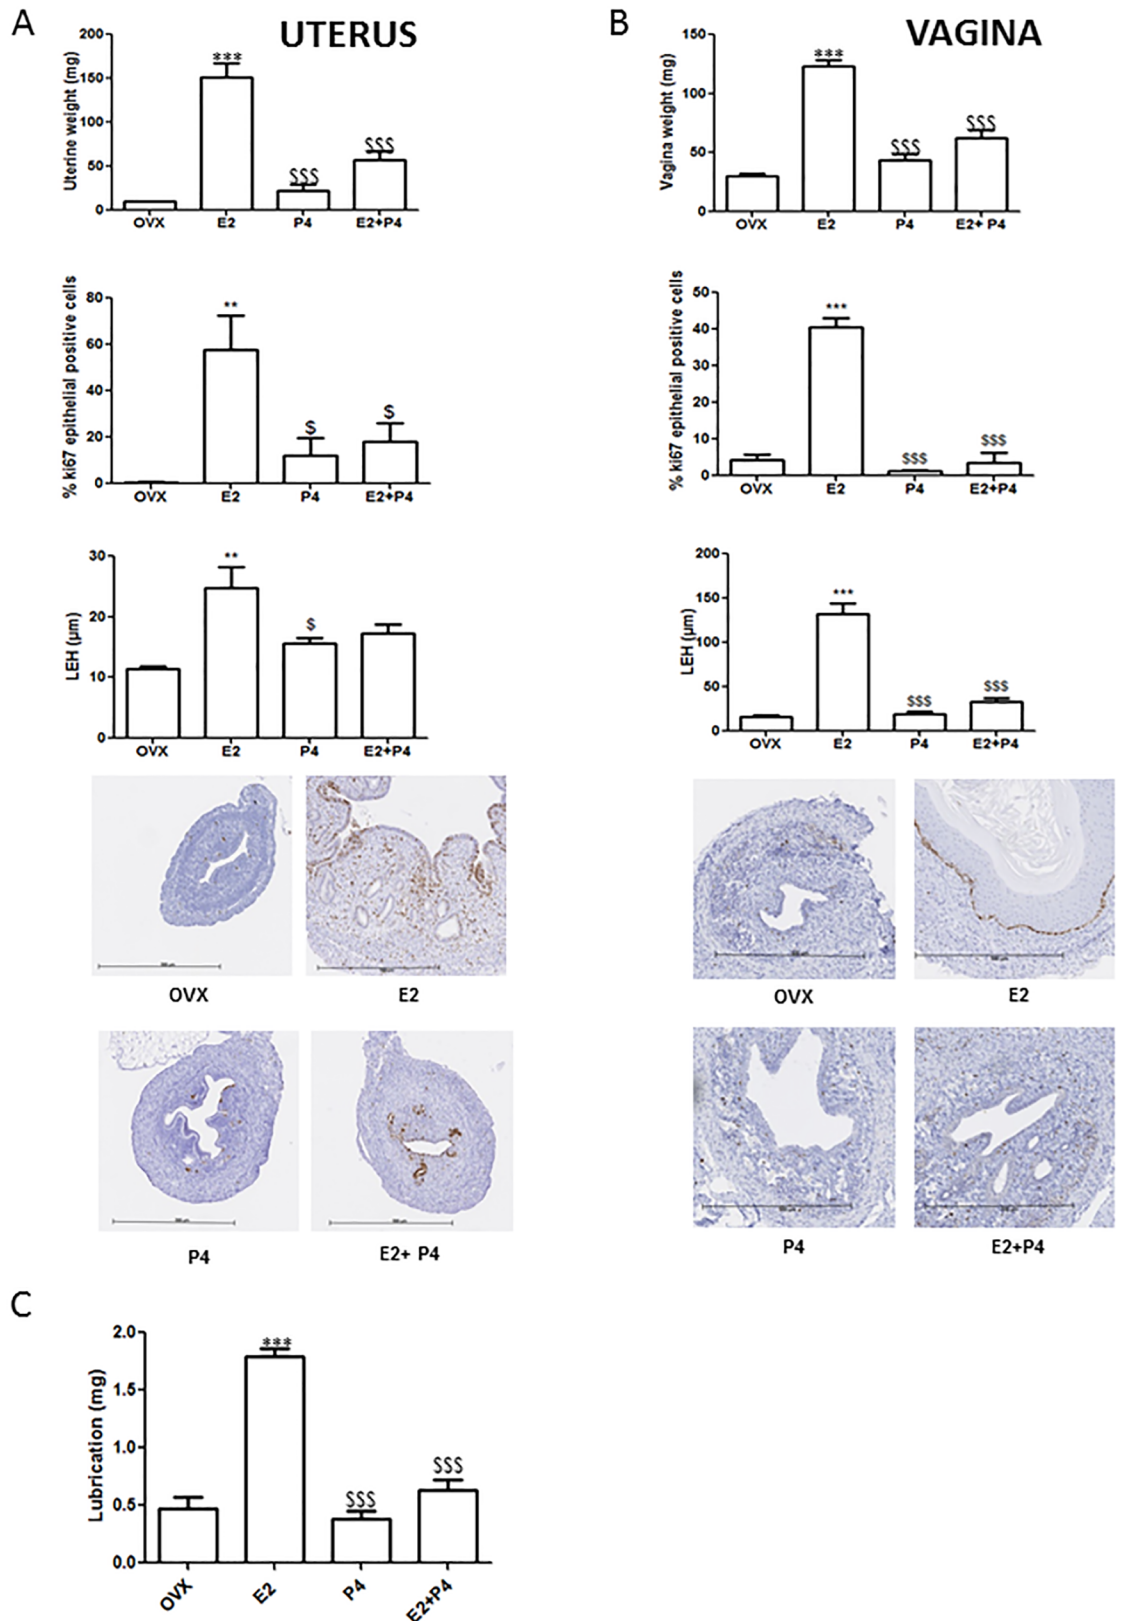 A
UTERUS
Uterine weight (mg)
200
150
100
50
0
***
$$$
$$$
OVX
E2
P4
E2+P4
% ki67 epithelial positive cells
80
60
40
20
0
**
$
$
OVX
E2
P4
E2+P4
LEH (µm)
30
20
10
0
**
$
OVX
E2
P4
E2+P4
OVX
E2
P4
E2+ P4
B
VAGINA
Vagina weight (mg)
150
100
50
0
***
$$$
$$$
OVX
E2
P4
E2+ P4
% ki67 epithelial positive cells
50
40
30
20
10
0
***
$$$
$$$
OVX
E2
P4
E2+P4
LEH (µm)
200
150
100
50
0
***
$$$
$$$
OVX
E2
P4
E2+P4
OVX
E2
P4
E2+P4
C
Lubrication (mg)
2.0
1.5
1.0
0.5
0.0
***
$$$
$$$
OVX
E2
P4
E2+P4